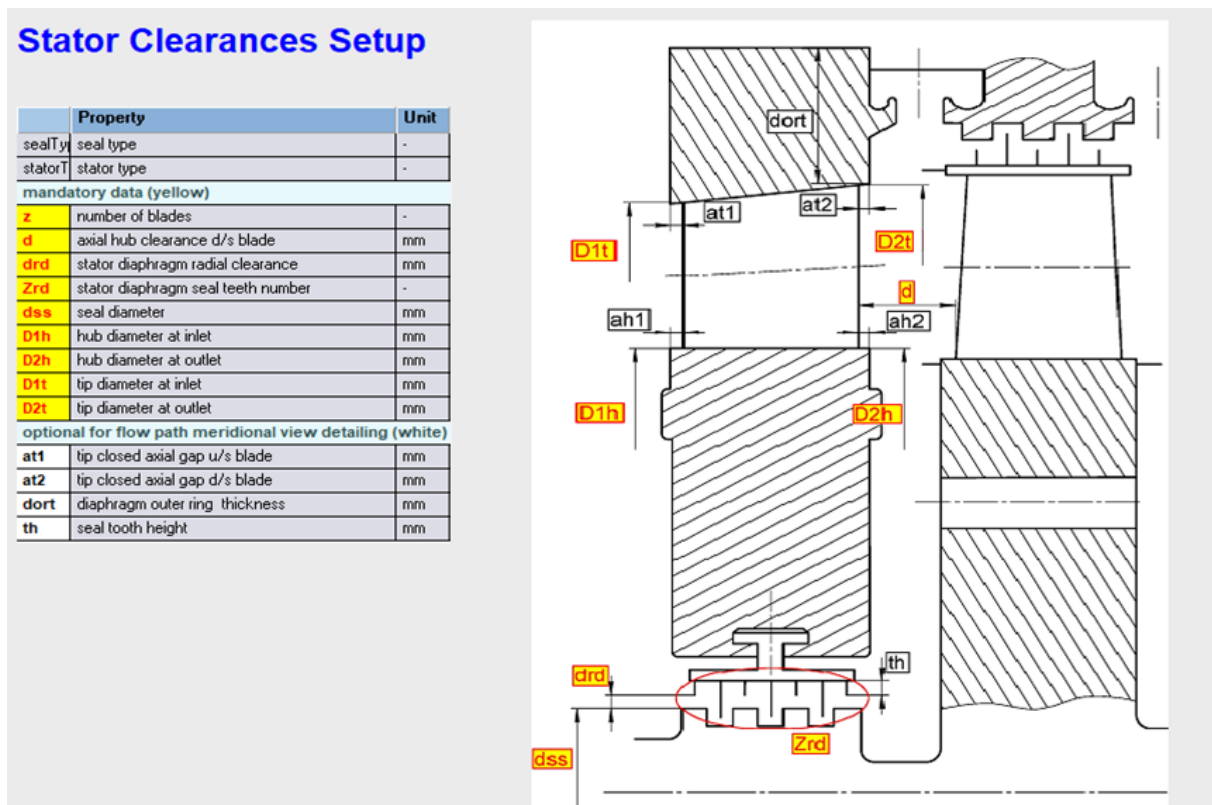 Stator Clearances Setup
Property Unit
sealTy seal type -
statorT stator type -
mandatory data (yellow)
z number of blades -
d axial hub clearance d/s blade mm
drd stator diaphragm radial clearance mm
Zrd stator diaphragm seal teeth number -
dss seal diameter mm
D1h hub diameter at inlet mm
D2h hub diameter at outlet mm
D1t tip diameter at inlet mm
D2t tip diameter at outlet mm
optional for flow path meridional view detailing (white)
at1 tip closed axial gap u/s blade mm
at2 tip closed axial gap d/s blade mm
dort diaphragm outer ring thickness mm
th seal tooth height mm
dort
at1 at2
D1t D2t
d
ah1 ah2
D1h D2h
th
drd
Zrd
dss